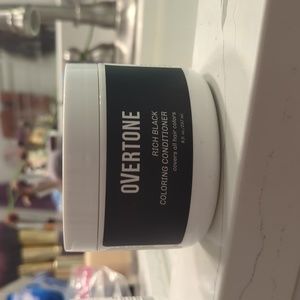 OVERTONE
RICH BLACK
COLORING CONDITIONER
covers all hair colors